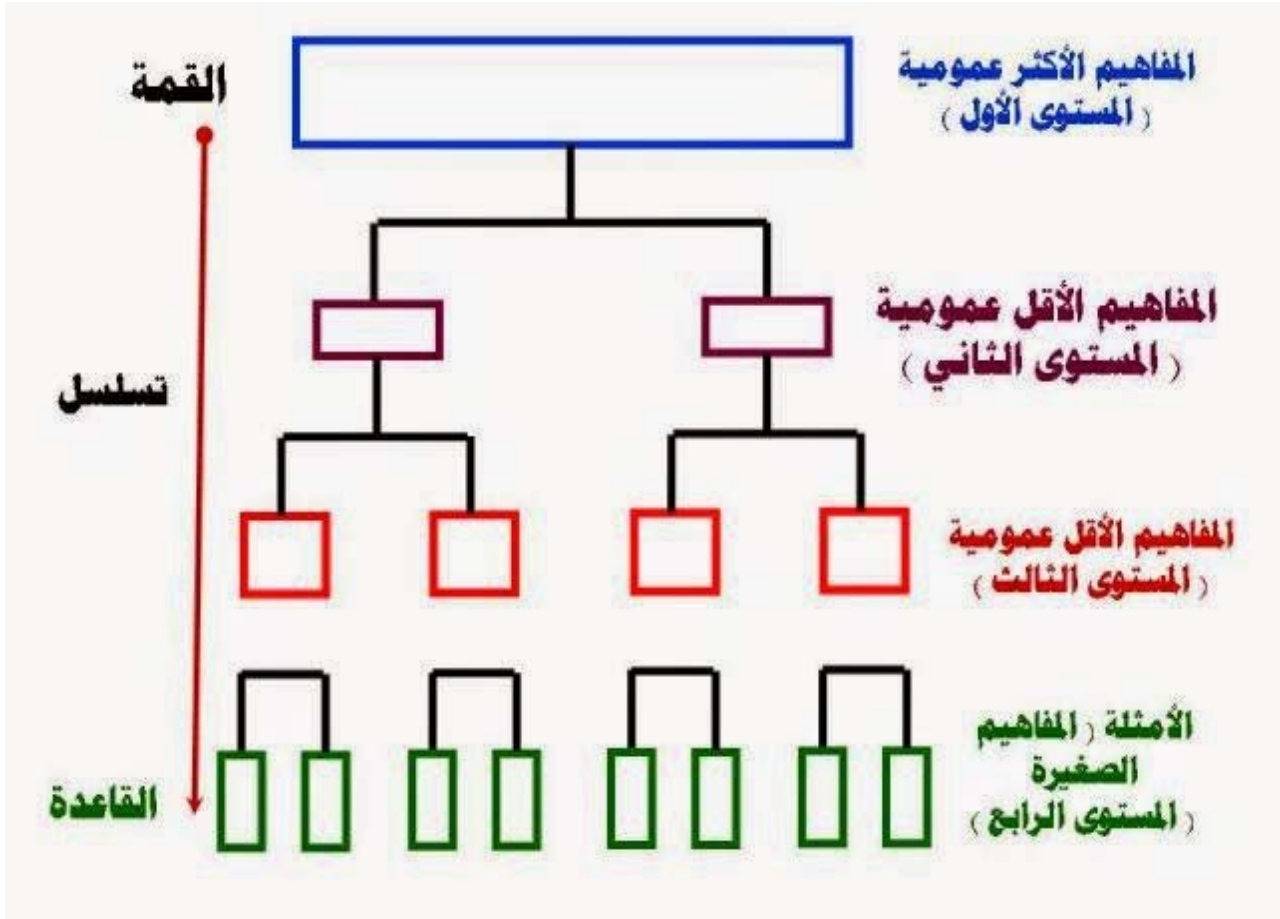 القمة
المفاهيم الأكثر عمومية
( المستوى الأول )
المفاهيم الأقل عمومية
( المستوى الثاني )
تسلسل
المفاهيم الأقل عمومية
( المستوى الثالث )
الأمثلة ( المفاهيم
الصغيرة
( المستوى الرابع )
القاعدة